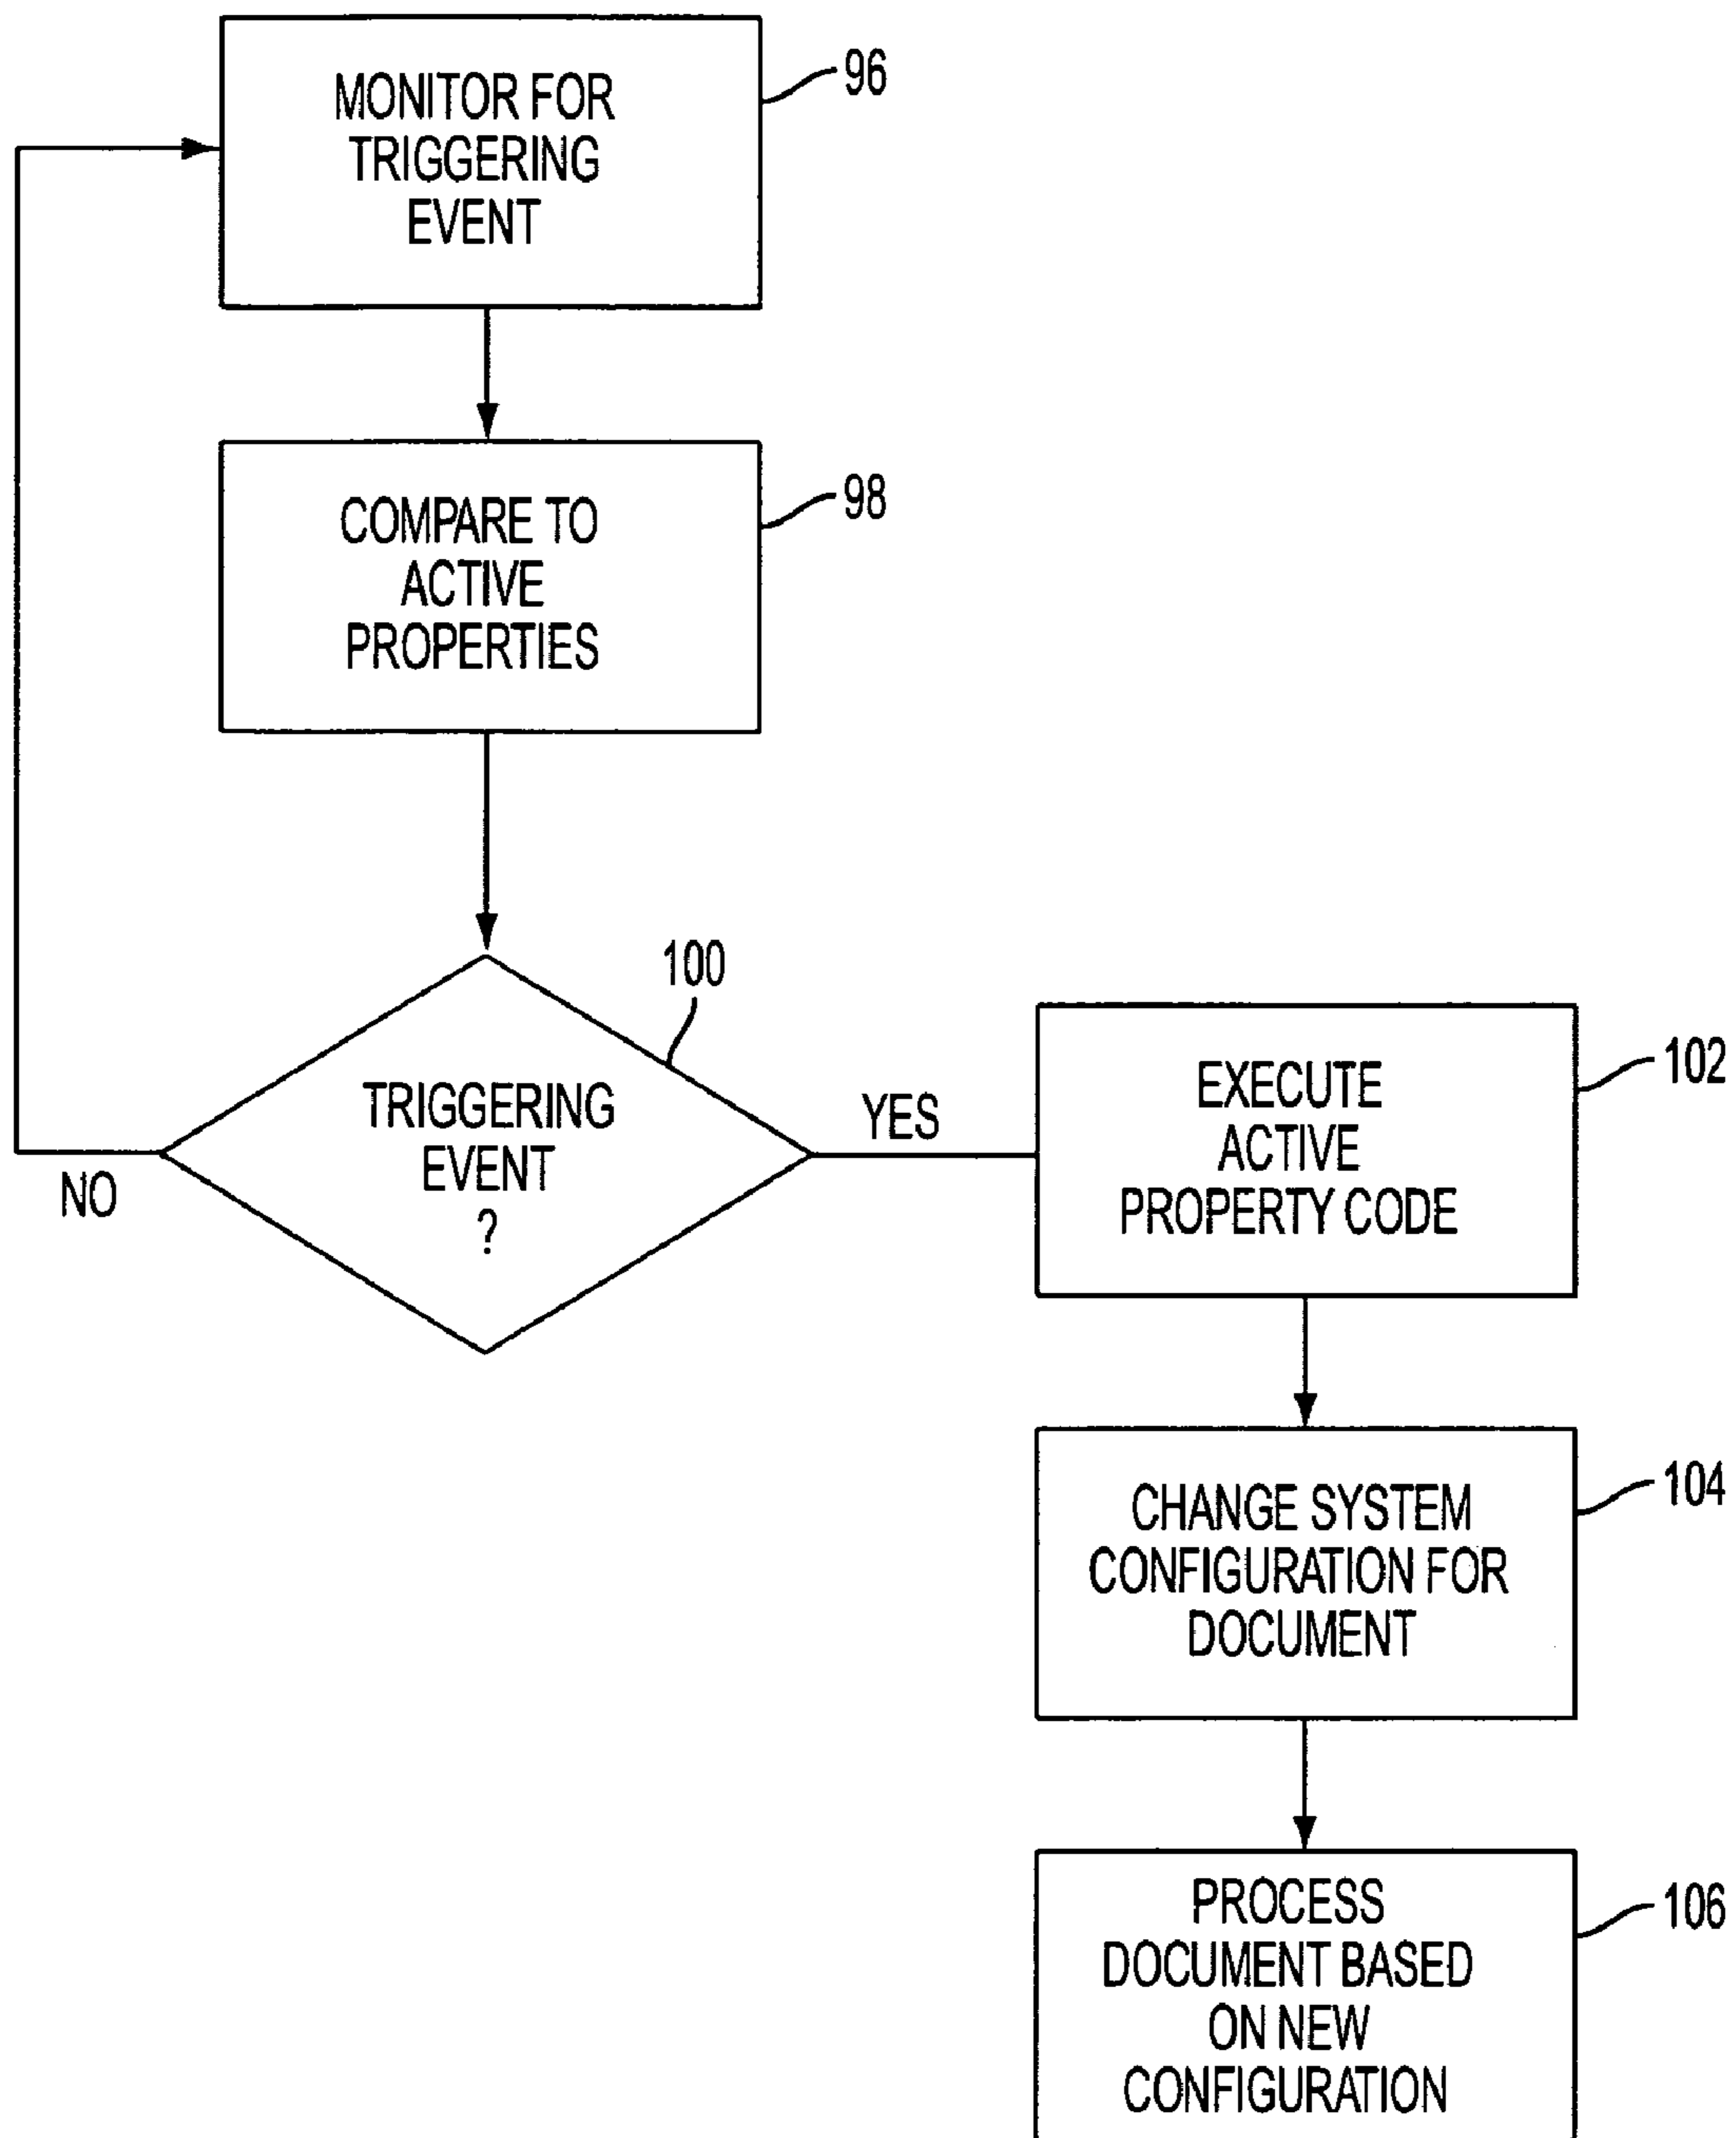 MONITOR FOR
TRIGGERING
EVENT
96
COMPARE TO
ACTIVE
PROPERTIES
98
100
TRIGGERING
EVENT
?
NO
YES
EXECUTE
ACTIVE
PROPERTY CODE
102
CHANGE SYSTEM
CONFIGURATION FOR
DOCUMENT
104
PROCESS
DOCUMENT BASED
ON NEW
CONFIGURATION
106